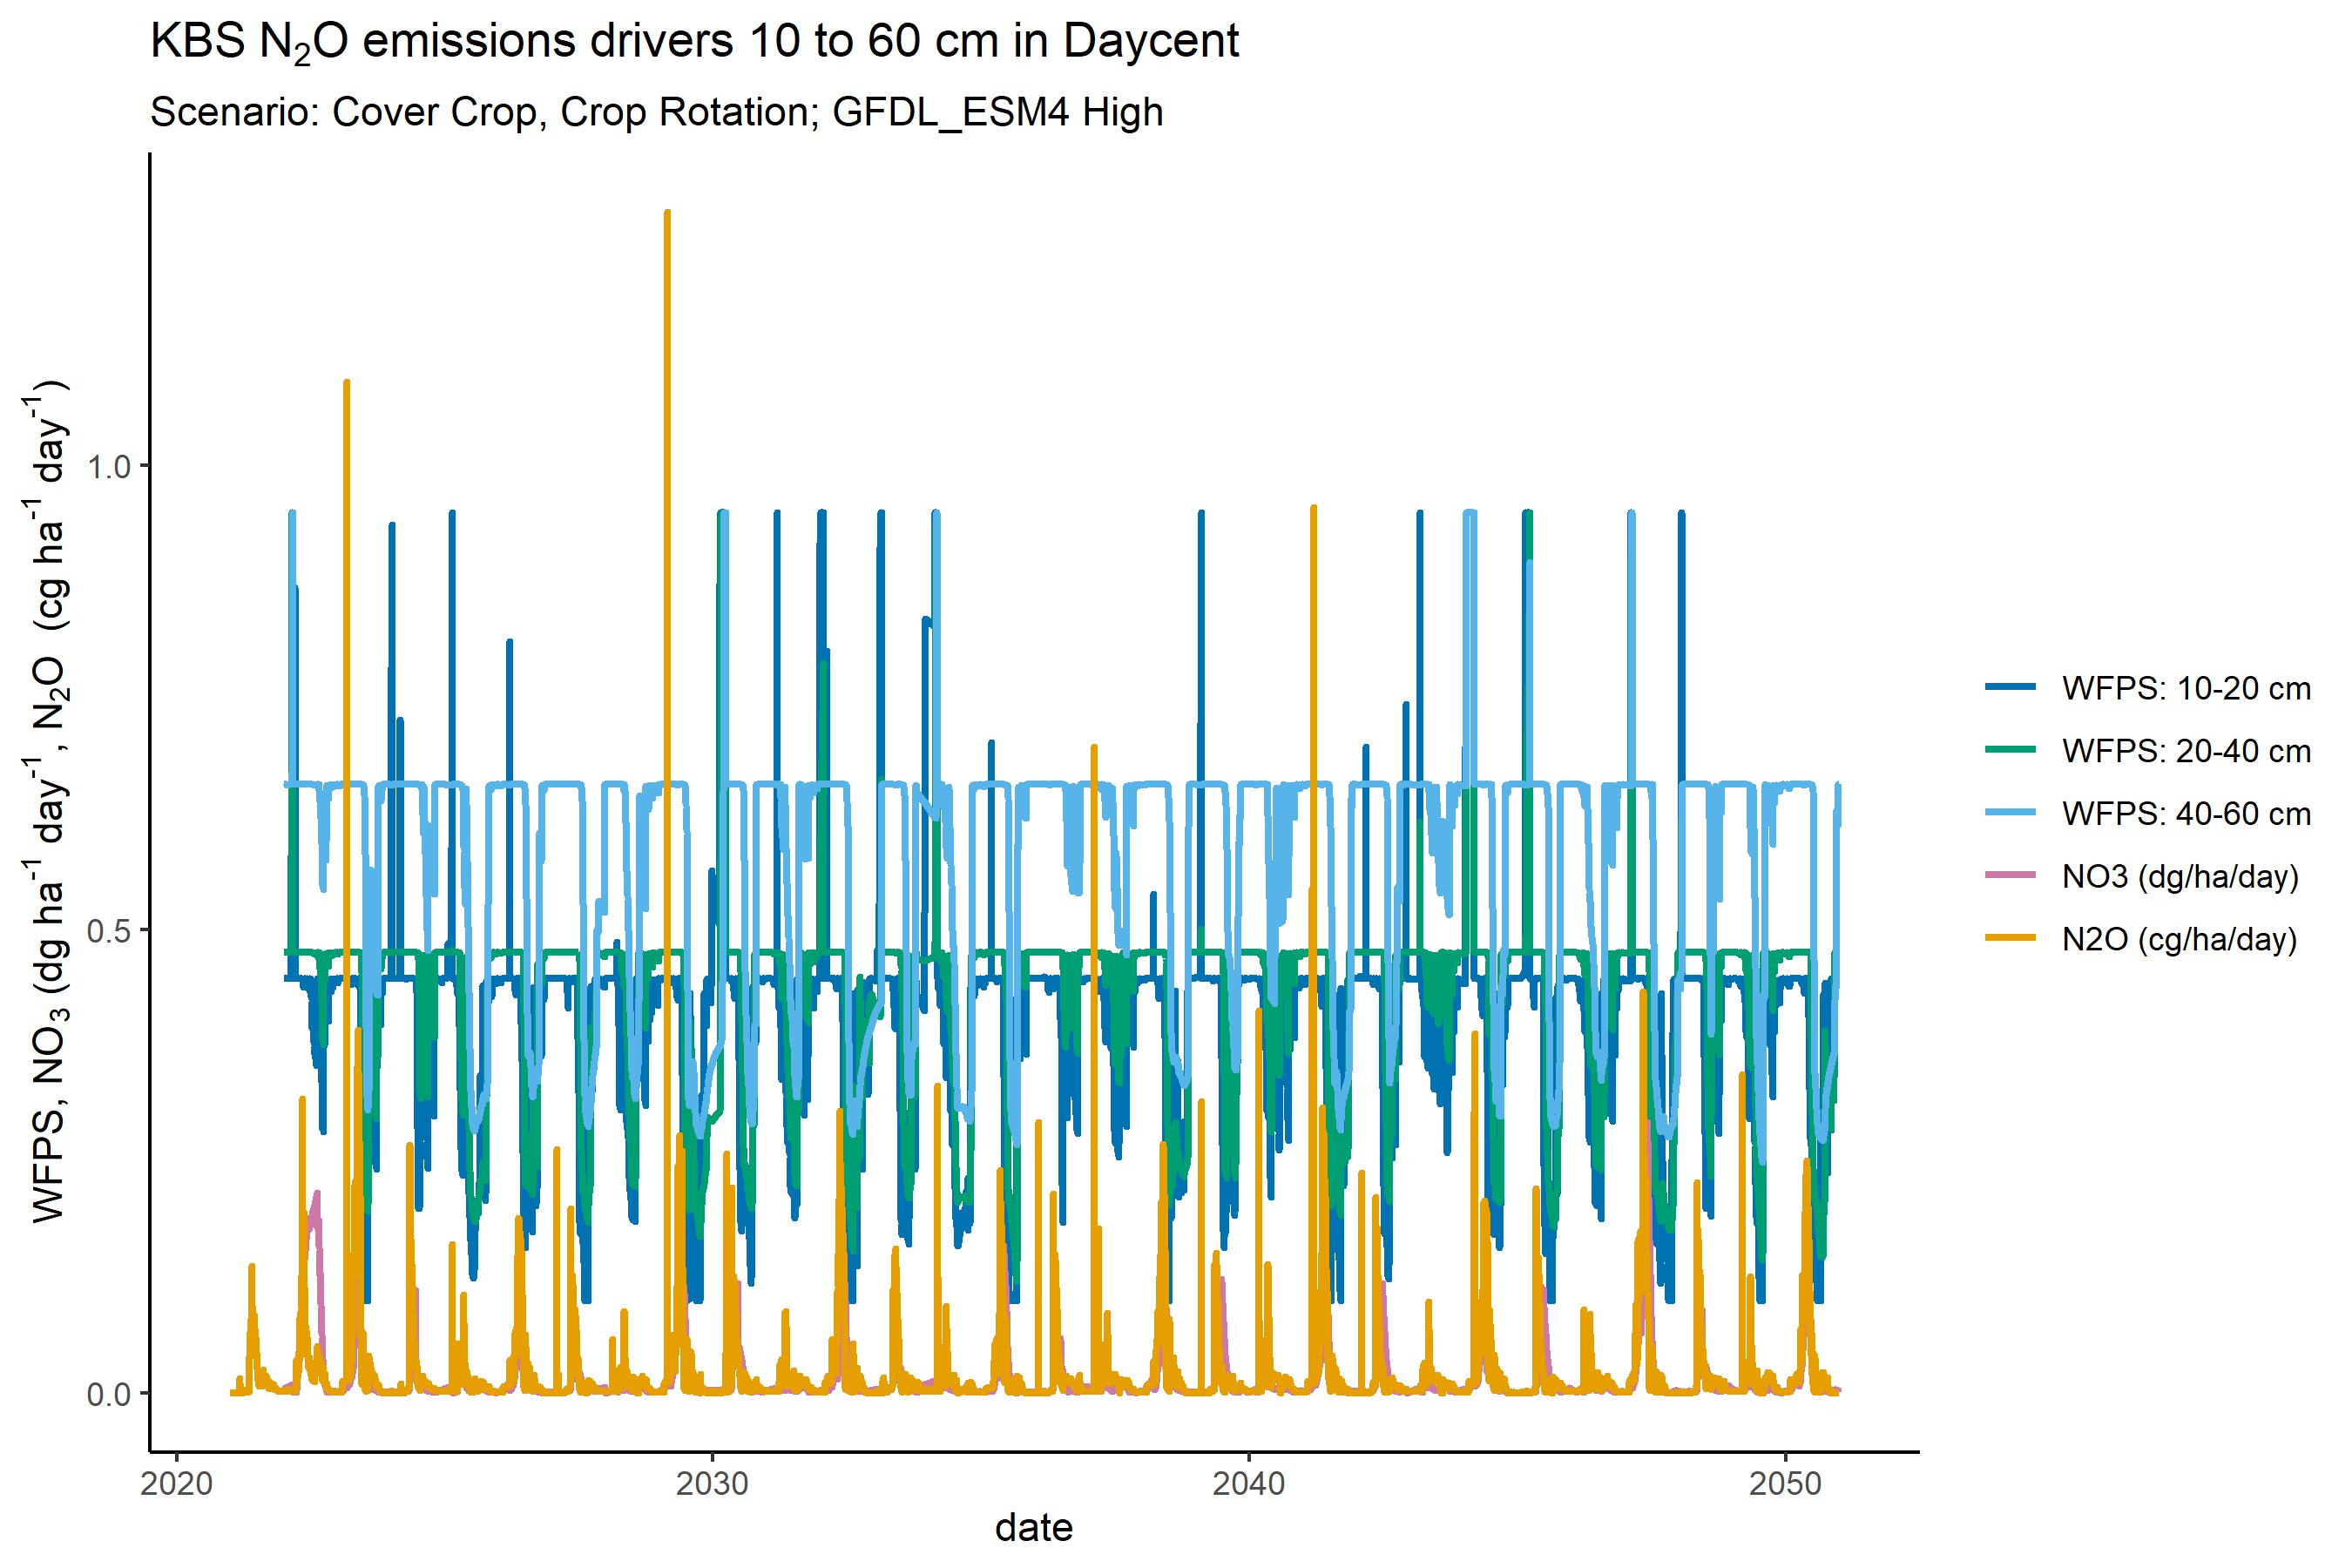 KBS N₂O emissions drivers 10 to 60 cm in Daycent
Scenario: Cover Crop, Crop Rotation; GFDL_ESM4 High
WFPS, NO₃ (dg ha⁻¹ day⁻¹, N₂O (cg ha⁻¹ day⁻¹)
1.0
0.5
0.0
2020
2030
2040
2050
date
WFPS: 10-20 cm
WFPS: 20-40 cm
WFPS: 40-60 cm
NO3 (dg/ha/day)
N2O (cg/ha/day)